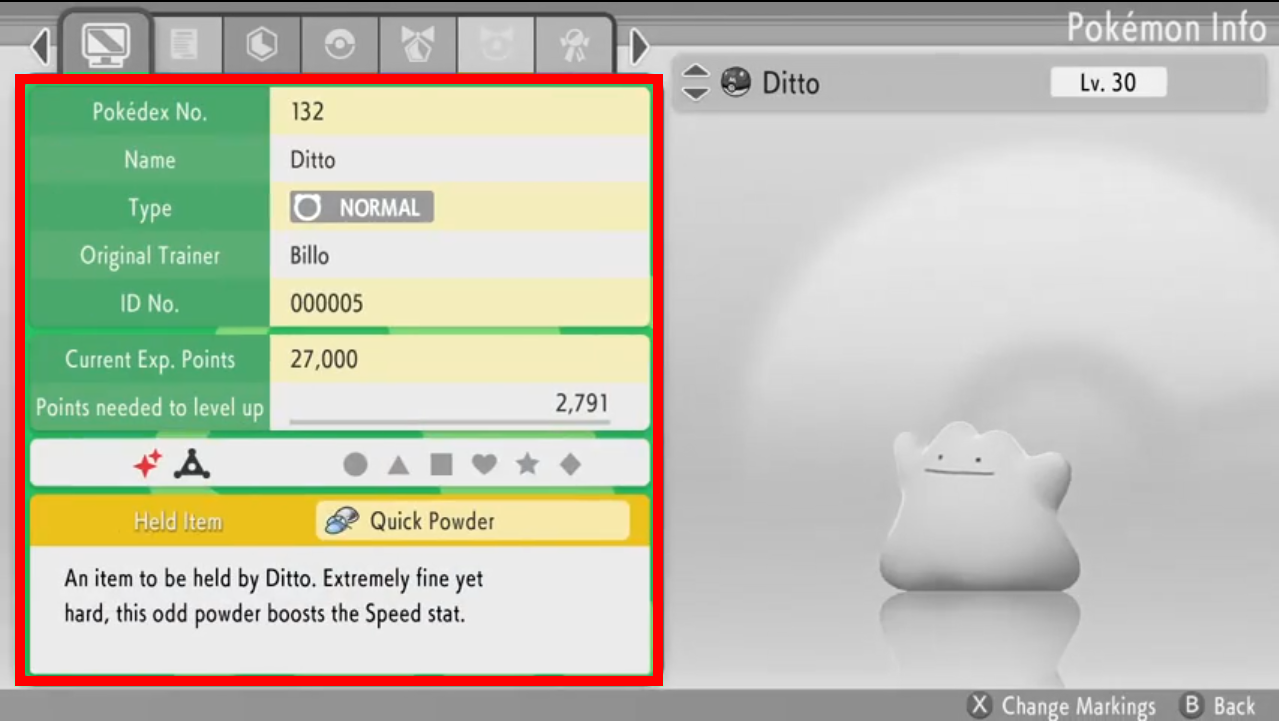 Pokémon Info
Pokédex No. 132
Name Ditto
Type NORMAL
Original Trainer Billo
ID No. 000005
Current Exp. Points 27,000
Points needed to level up 2,791
Held Item Quick Powder
An item to be held by Ditto. Extremely fine yet
hard, this odd powder boosts the Speed stat.
Ditto Lv. 30
X Change Markings B Back